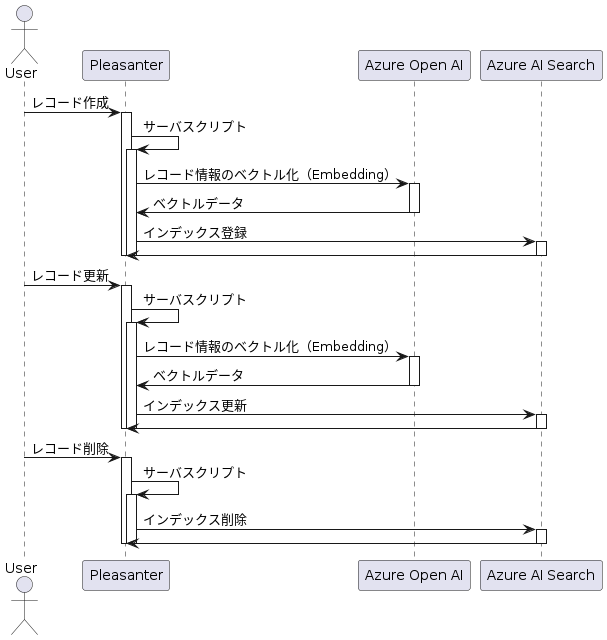 User
Pleasanter
Azure Open AI
Azure AI Search
レコード作成
サーバスクリプト
レコード情報のベクトル化（Embedding）
ベクトルデータ
インデックス登録
レコード更新
サーバスクリプト
レコード情報のベクトル化（Embedding）
ベクトルデータ
インデックス更新
レコード削除
サーバスクリプト
インデックス削除
User
Pleasanter
Azure Open AI
Azure AI Search